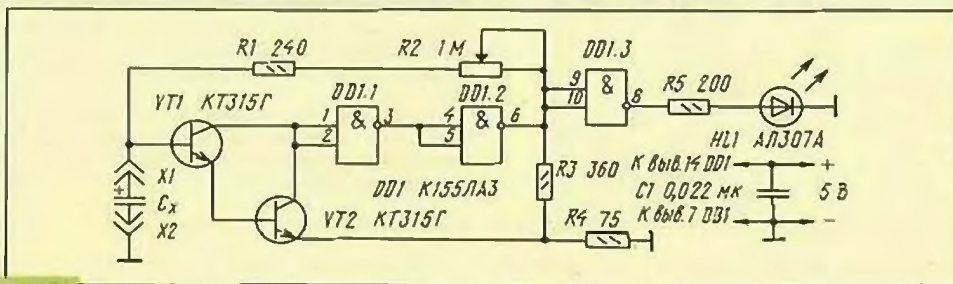 R1 240
R2 1М
DD1.3
DD1.1
DD1.2
&
9
10
8
R5 200
VT1 КТ315Г
1
2
&
3
4
5
&
6
HL1 АЛ307А
X1
+
Cx
X2
DD1 К155ЛА3
VT2 КТ315Г
R3 360
R4 75
К выв.14 DD1
+
C1 0,022 мк
5 В
К выв.7 DD1
−